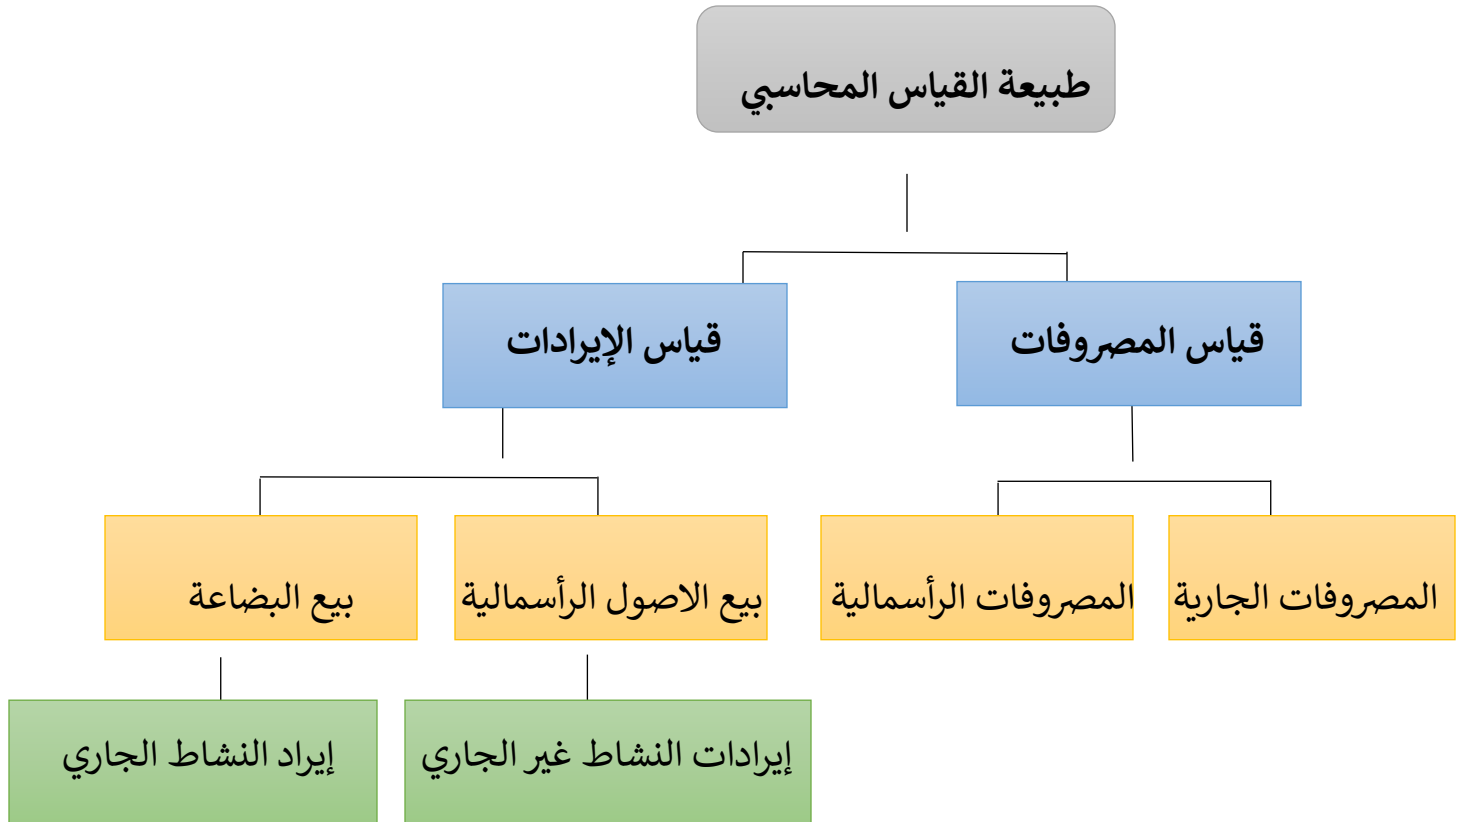 طبيعة القياس المحاسبي
قياس المصروفات
قياس الإيرادات
المصروفات الجارية
المصروفات الرأسمالية
بيع الاصول الرأسمالية
بيع البضاعة
إيرادات النشاط غير الجاري
إيراد النشاط الجاري